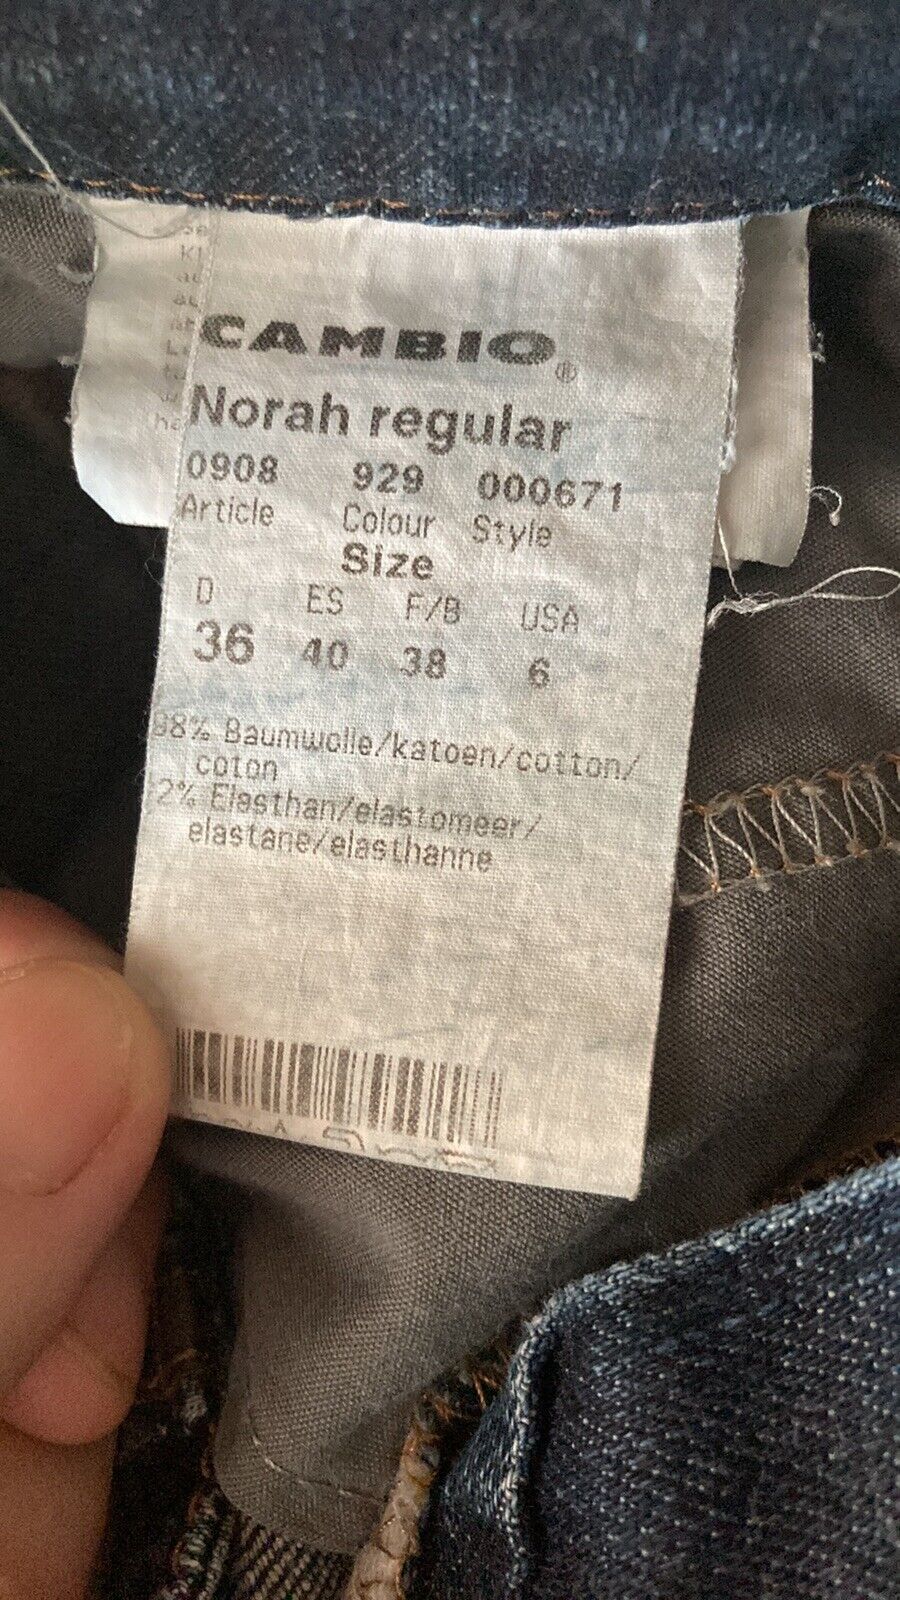 CAMBIO®
Norah regular
0908 929 000671
Article Colour Style
Size
D ES F/B USA
36 40 38 6
98% Baumwolle/katoen/cotton/
coton
2% Elasthan/elastomeer/
elastane/elasthanne